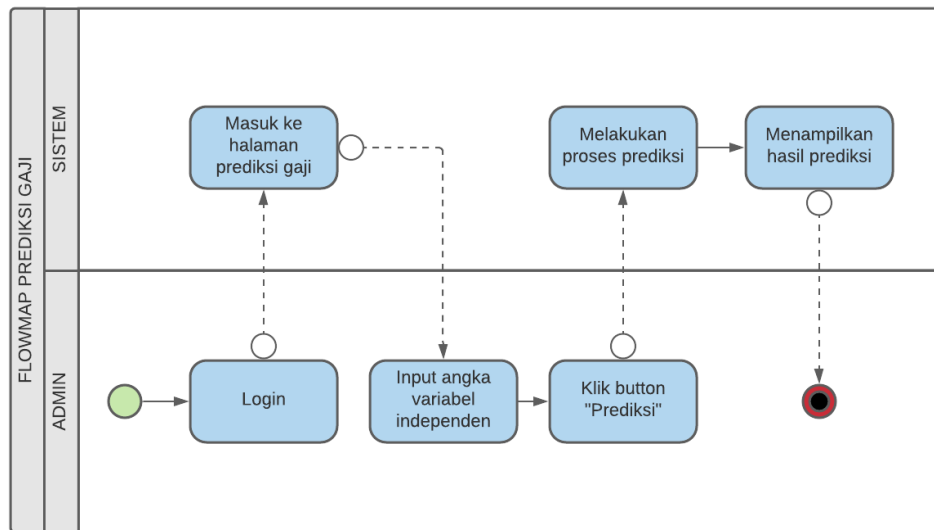 FLOWMAP PREDIKSI GAJI
SISTEM
Masuk ke
halaman
prediksi gaji
Melakukan
proses prediksi
Menampilkan
hasil prediksi
ADMIN
Login
Input angka
variabel
independen
Klik button
"Prediksi"